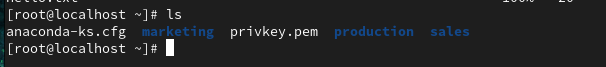 [root@localhost ~]# ls
anaconda-ks.cfg  marketing  privkey.pem  production  sales
[root@localhost ~]#